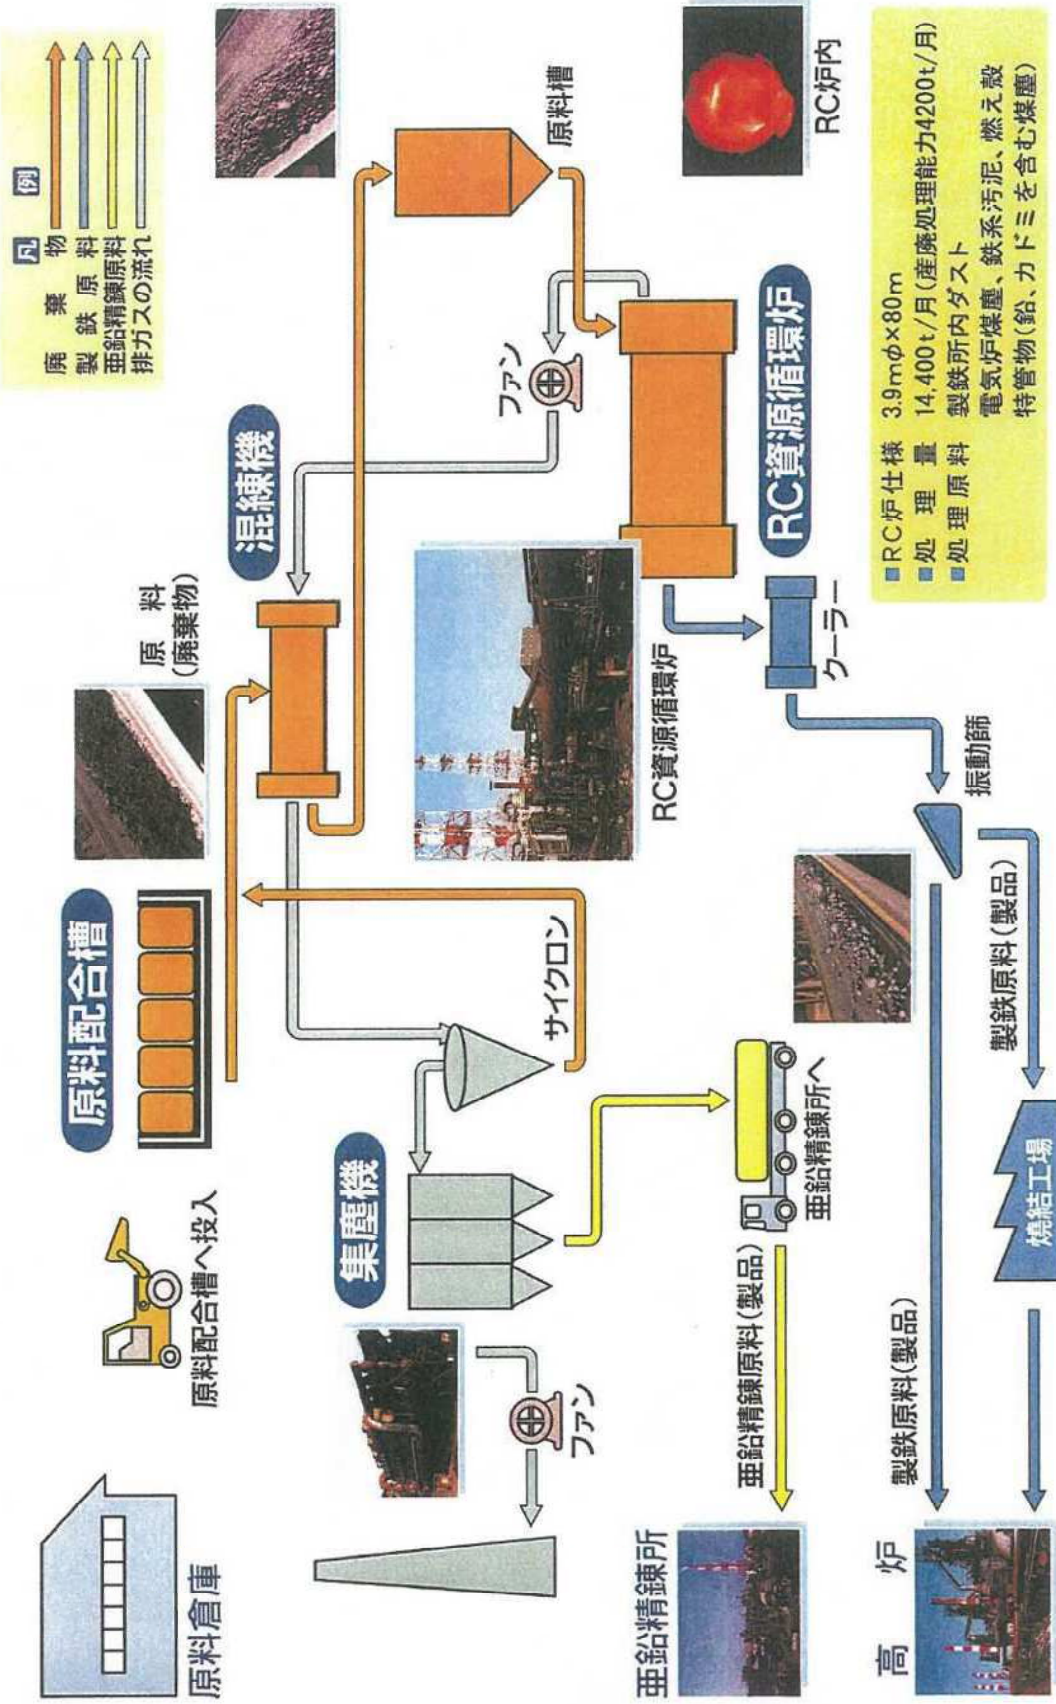 原料倉庫
原料配合槽へ投入
原料配合槽
原料
(廃棄物)
混練機
凡例
廃棄物
製鉄原料
亜鉛精錬原料
排ガスの流れ
集塵機
サイクロン
ファン
ファン
原料槽
RC炉内
RC資源循環炉
RC資源循環炉
クーラー
振動篩
亜鉛精錬所
亜鉛精錬原料(製品)
亜鉛精錬所へ
高炉
製鉄原料(製品)
製鉄原料(製品)
焼結工場
■RC炉仕様 3.9mφ×80m
■処理量 14,400t/月(産廃処理能力4200t/月)
■処理原料 製鉄所内ダスト
電気炉煤塵、鉄系汚泥、燃え殻
特管物(鉛、カドミを含む煤塵)